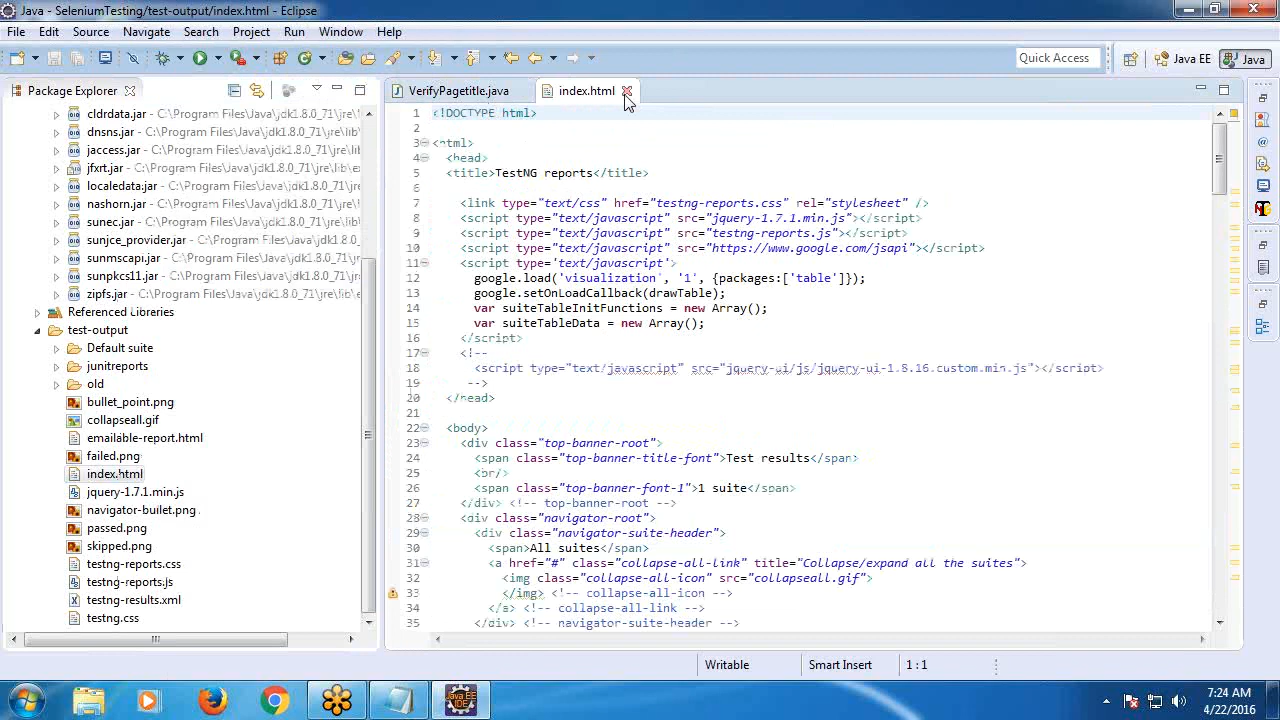 Java - SeleniumTesting/test-output/index.html - Eclipse
File Edit Source Refactor Navigate Search Project Run Window Help
Quick Access
Java EE
Java
Package Explorer
VerifyPagetitle.java
index.html
cldrdata.jar - C:\Program Files\Java\jdk1.8.0_71\jre\lib\
dnsns.jar - C:\Program Files\Java\jdk1.8.0_71\jre\lib\
jaccess.jar - C:\Program Files\Java\jdk1.8.0_71\jre\lib
jfxrt.jar - C:\Program Files\Java\jdk1.8.0_71\jre\lib\ex
localedata.jar - C:\Program Files\Java\jdk1.8.0_71\jre
nashorn.jar - C:\Program Files\Java\jdk1.8.0_71\jre\li
sunec.jar - C:\Program Files\Java\jdk1.8.0_71\jre\lib\
sunjce_provider.jar - C:\Program Files\Java\jdk1.8.0_
sunmscapi.jar - C:\Program Files\Java\jdk1.8.0_71\jre
sunpkcs11.jar - C:\Program Files\Java\jdk1.8.0_71\jre
zipfs.jar - C:\Program Files\Java\jdk1.8.0_71\jre\lib\e
Referenced Libraries
test-output
Default suite
junitreports
old
bullet_point.png
collapseall.gif
emailable-report.html
failed.png
index.html
jquery-1.7.1.min.js
navigator-bullet.png
passed.png
skipped.png
testng-reports.css
testng-reports.js
testng-results.xml
testng.css
1 <!DOCTYPE html>
2
3 <html>
4 <head>
5 <title>TestNG reports</title>
6
7 <link type="text/css" href="testng-reports.css" rel="stylesheet" />
8 <script type="text/javascript" src="jquery-1.7.1.min.js"></script>
9 <script type="text/javascript" src="testng-reports.js"></script>
10 <script type="text/javascript" src="https://www.google.com/jsapi"></script>
11 <script type='text/javascript'>
12 google.load('visualization', '1', {packages:['table']});
13 google.setOnLoadCallback(drawTable);
14 var suiteTableInitFunctions = new Array();
15 var suiteTableData = new Array();
16 </script>
17 <!--
18 <script type="text/javascript" src="jquery-ui/js/jquery-ui-1.8.16.custom.min.js"></script>
19 -->
20 </head>
21
22 <body>
23 <div class="top-banner-root">
24 <span class="top-banner-title-font">Test results</span>
25 <br/>
26 <span class="top-banner-font-1">1 suite</span>
27 </div> <!-- top-banner-root -->
28 <div class="navigator-root">
29 <div class="navigator-suite-header">
30 <span>All suites</span>
31 <a href="#" class="collapse-all-link" title="Collapse/expand all the suites">
32 <img class="collapse-all-icon" src="collapseall.gif">
33 </img> <!-- collapse-all-icon -->
34 </a> <!-- collapse-all-link -->
35 </div> <!-- navigator-suite-header -->
Writable
Smart Insert
1 : 1
Java EE
IDE
7:24 AM
4/22/2016